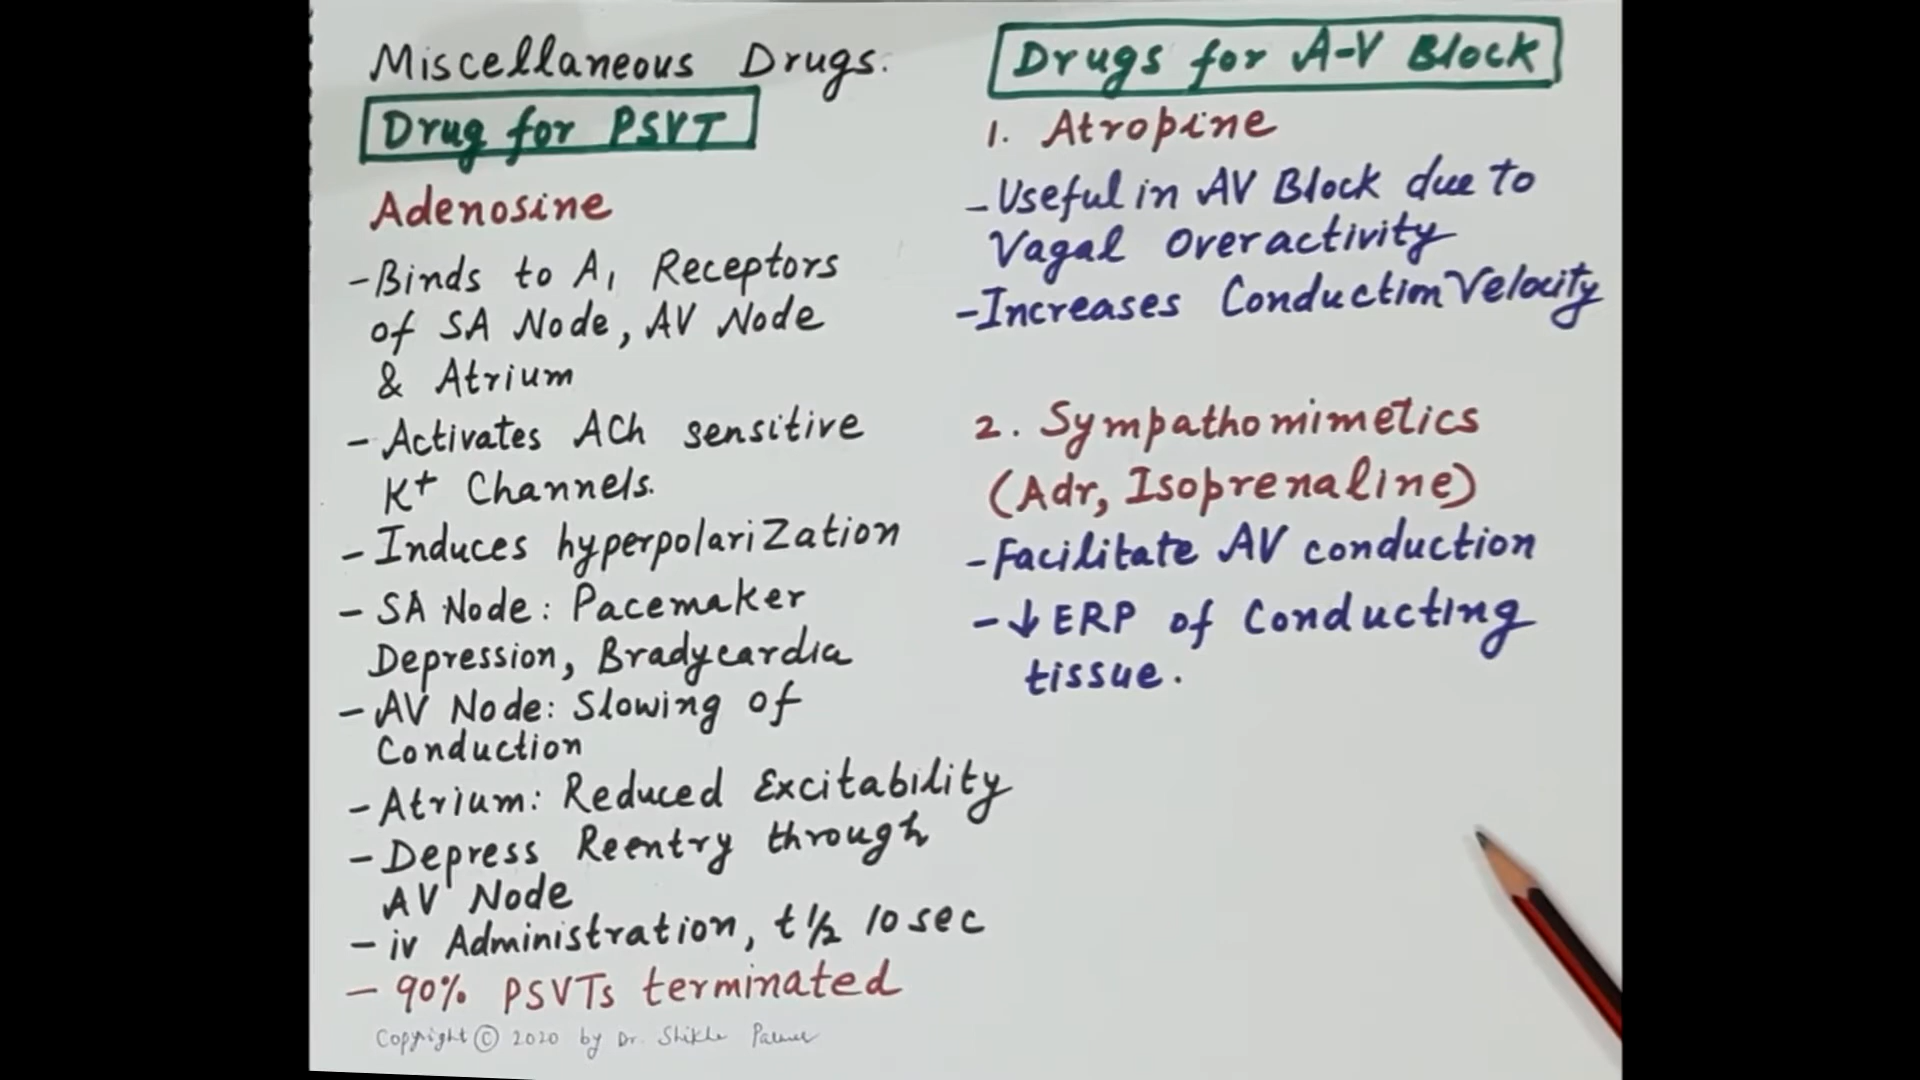 Miscellaneous Drugs.
Drug for PSVT
Adenosine
- Binds to A1 Receptors
of SA Node, AV Node
& Atrium
- Activates ACh sensitive
K+ Channels.
- Induces hyperpolarization
- SA Node: Pacemaker
Depression, Bradycardia
- AV Node: Slowing of
Conduction
- Atrium: Reduced Excitability
- Depress Reentry through
AV Node
- iv Administration, t½ 10 sec
- 90% PSVTs terminated
Copyright © 2020 by Dr. Shikha
Drugs for A-V Block
1. Atropine
- Useful in AV Block due to
Vagal Overactivity
- Increases Conduction Velocity
2. Sympathomimetics
(Adr, Isoprenaline)
- Facilitate AV conduction
- ↓ ERP of Conducting
tissue.